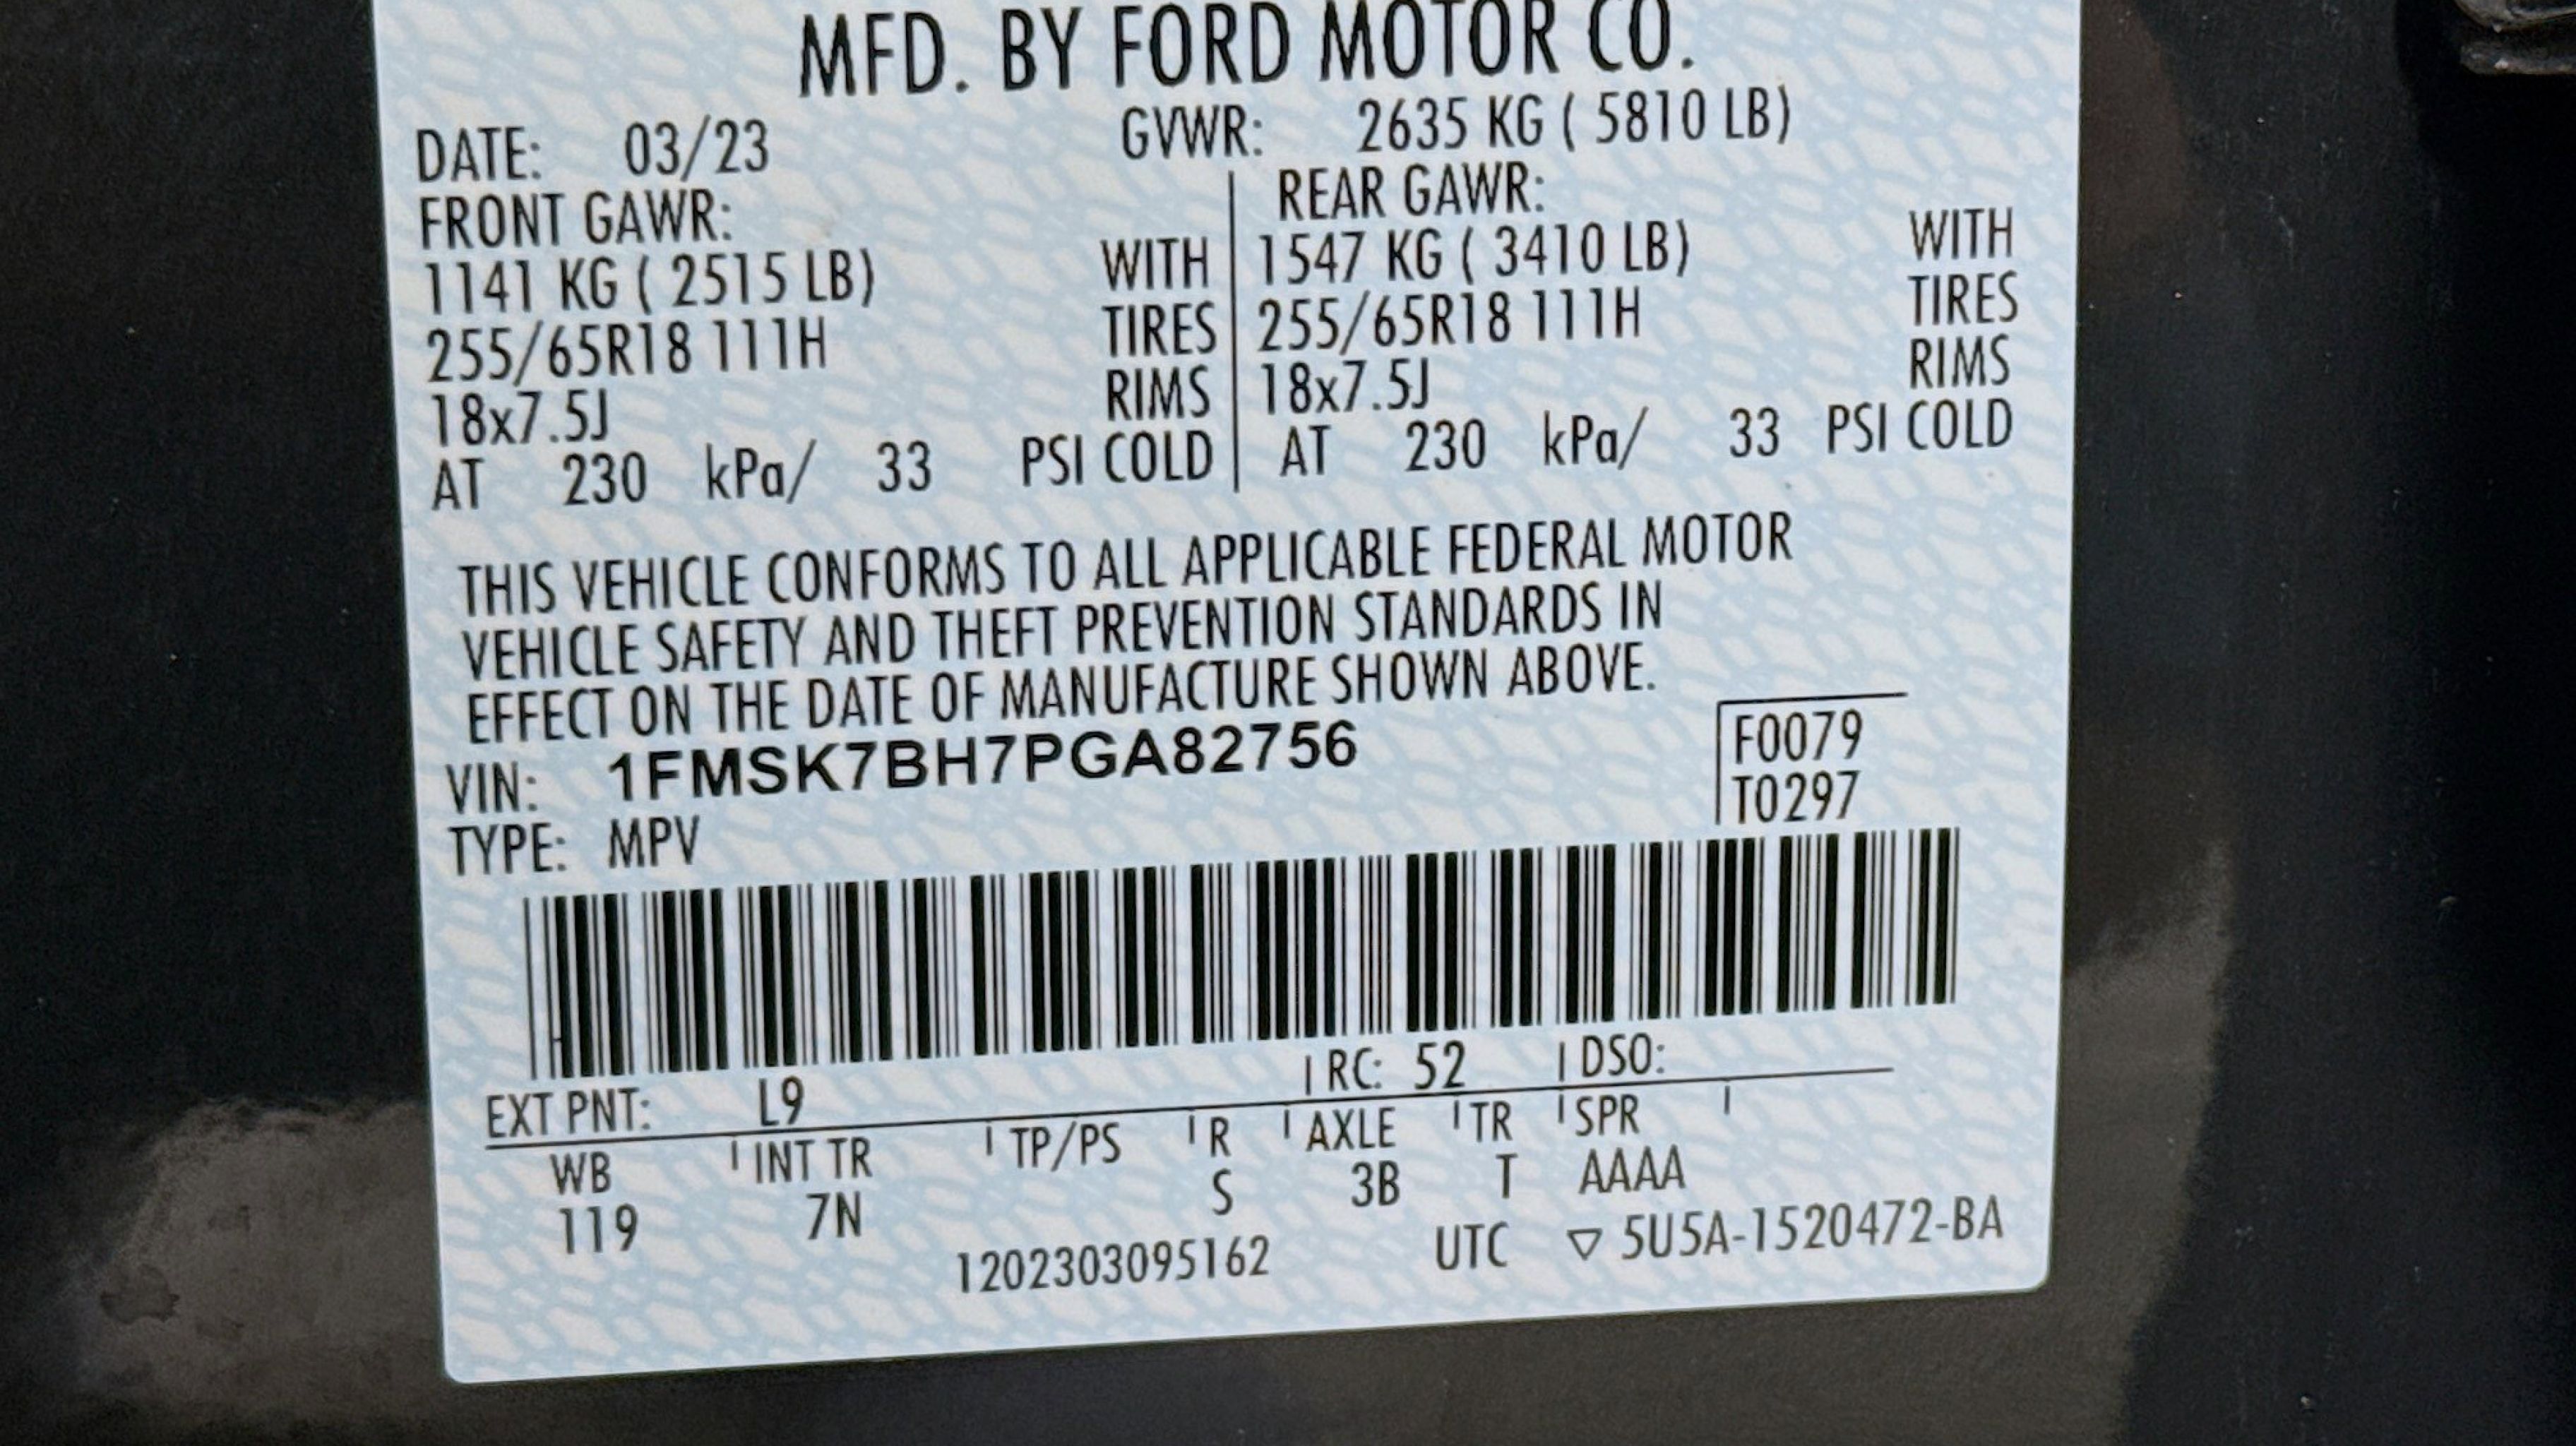 MFD. BY FORD MOTOR CO.
DATE: 03/23 GVWR: 2635 KG ( 5810 LB)
FRONT GAWR: REAR GAWR:
1141 KG ( 2515 LB) WITH 1547 KG ( 3410 LB) WITH
255/65R18 111H TIRES 255/65R18 111H TIRES
18x7.5J RIMS 18x7.5J RIMS
AT 230 kPa/ 33 PSI COLD AT 230 kPa/ 33 PSI COLD
THIS VEHICLE CONFORMS TO ALL APPLICABLE FEDERAL MOTOR
VEHICLE SAFETY AND THEFT PREVENTION STANDARDS IN
EFFECT ON THE DATE OF MANUFACTURE SHOWN ABOVE.
VIN: 1FMSK7BH7PGA82756 F0079
TYPE: MPV T0297
EXT PNT: L9 RC: 52 DSO:
WB INT TR TP/PS R AXLE TR SPR
119 7N S 3B T AAAA
1202303095162 UTC ▽ 5U5A-1520472-BA